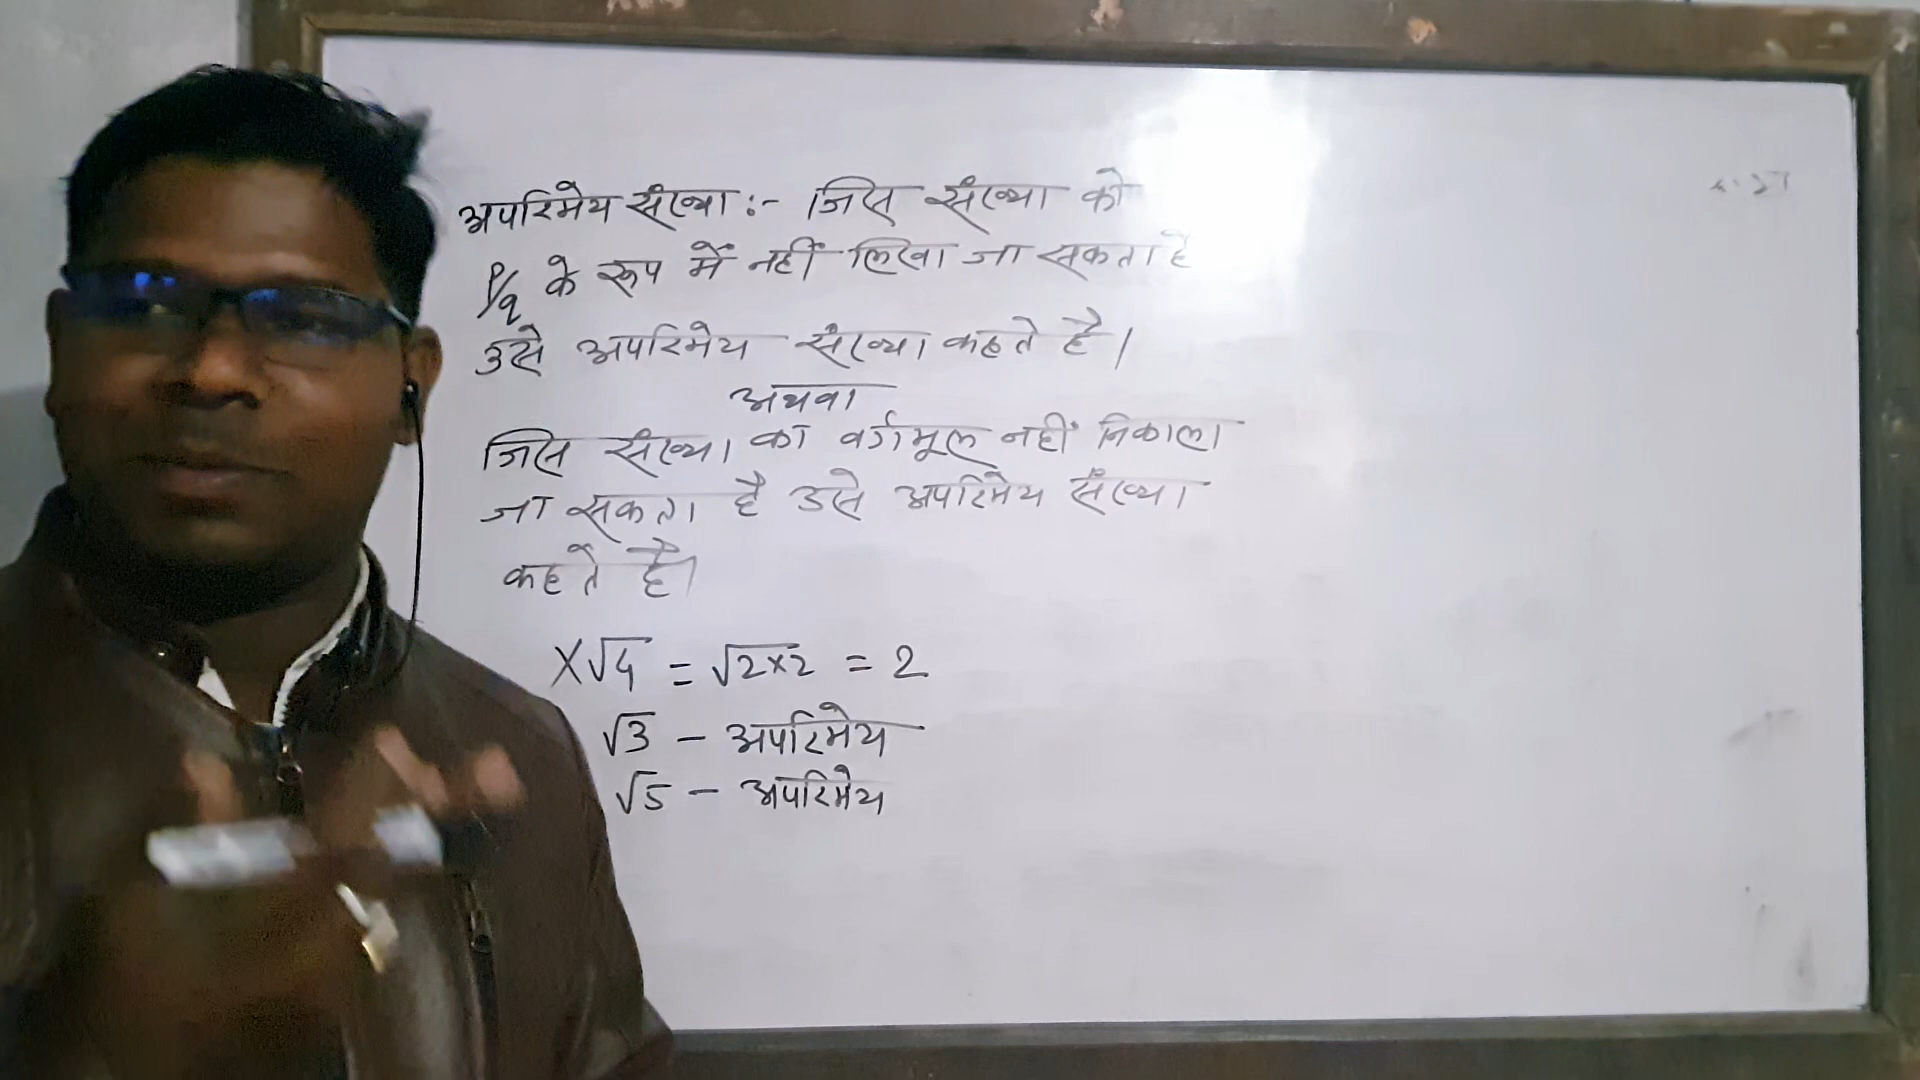 अपरिमेय संख्या :- जिस संख्या को
P/q के रूप में नहीं लिखा जा सकता है
उसे अपरिमेय संख्या कहते है।
अथवा
जिस संख्या का वर्गमूल नहीं निकाला
जा सकता है उसे अपरिमेय संख्या
कहते है।
X√4 = √2×2 = 2
√3 – अपरिमेय
√5 – अपरिमेय